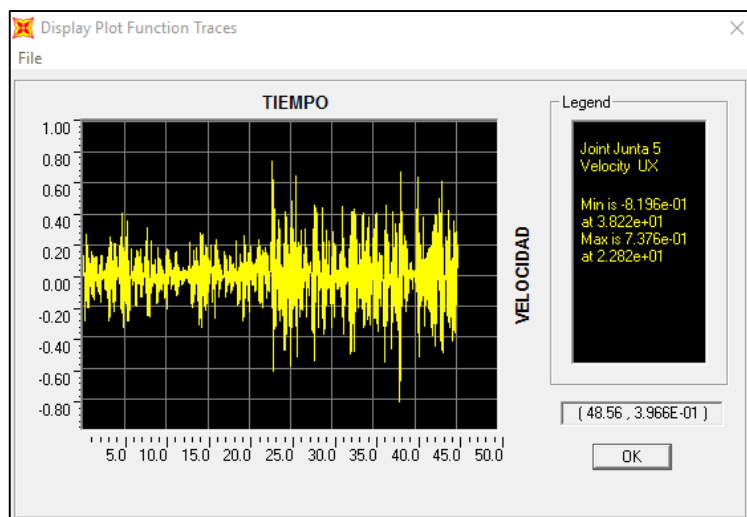 Display Plot Function Traces
File
TIEMPO
1.00
0.80
0.60
0.40
0.20
0.00
-0.20
-0.40
-0.60
-0.80
5.0 10.0 15.0 20.0 25.0 30.0 35.0 40.0 45.0 50.0
VELOCIDAD
Legend
Joint Junta 5
Velocity UX
Min is -8.196e-01
at 3.822e+01
Max is 7.376e-01
at 2.282e+01
( 48.56 , 3.966E-01 )
OK